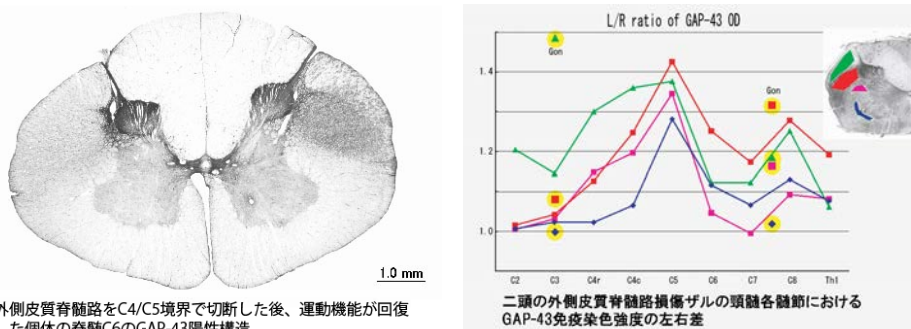 1.0 mm
外側皮質脊髄路をC4/C5境界で切断した後、運動機能が回復
た個体の脊髄C6のGAP-43陽性構造
L/R ratio of GAP-43 OD
Gon
1.4
Gon
1.2
1.0
C2 C3 C4r C4c C5 C6 C7 C8 Th1
二頭の外側皮質脊髄路損傷ザルの頸髄各髄節における
GAP-43免疫染色強度の左右差